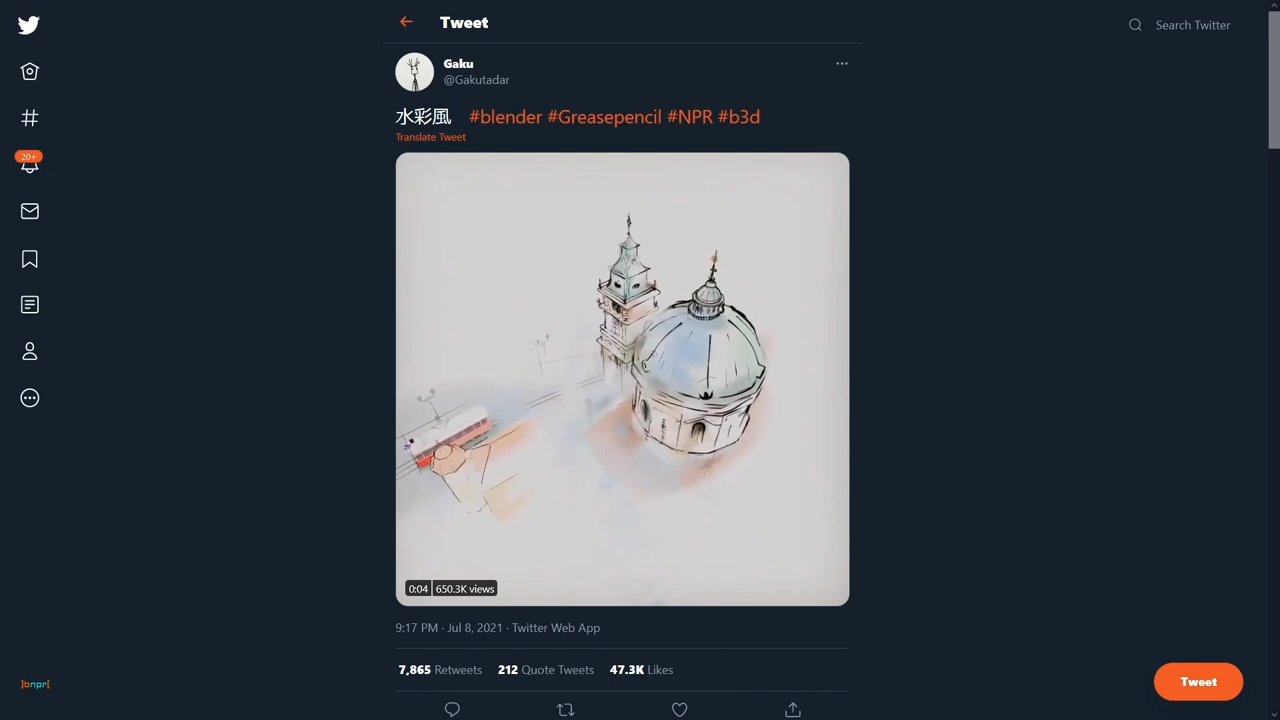 Tweet
Search Twitter
Gaku
@Gakutadar
水彩風 #blender #Greasepencil #NPR #b3d
Translate Tweet
20+
0:04 650.3K views
9:17 PM · Jul 8, 2021 · Twitter Web App
7,865 Retweets 212 Quote Tweets 47.3K Likes
]bnpr[
Tweet